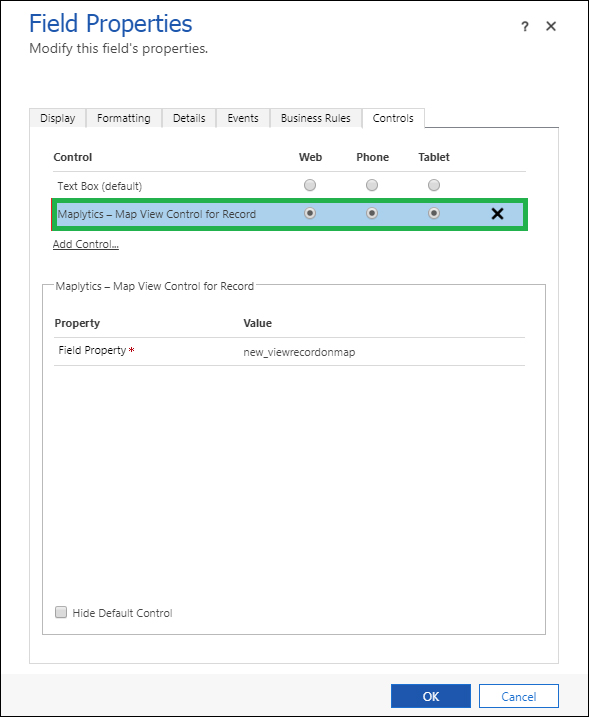 Field Properties
? ✕
Modify this field's properties.
Display Formatting Details Events Business Rules Controls
Control Web Phone Tablet
Text Box (default)
Maplytics – Map View Control for Record
Add Control...
Maplytics – Map View Control for Record
Property Value
Field Property * new_viewrecordonmap
Hide Default Control
OK Cancel